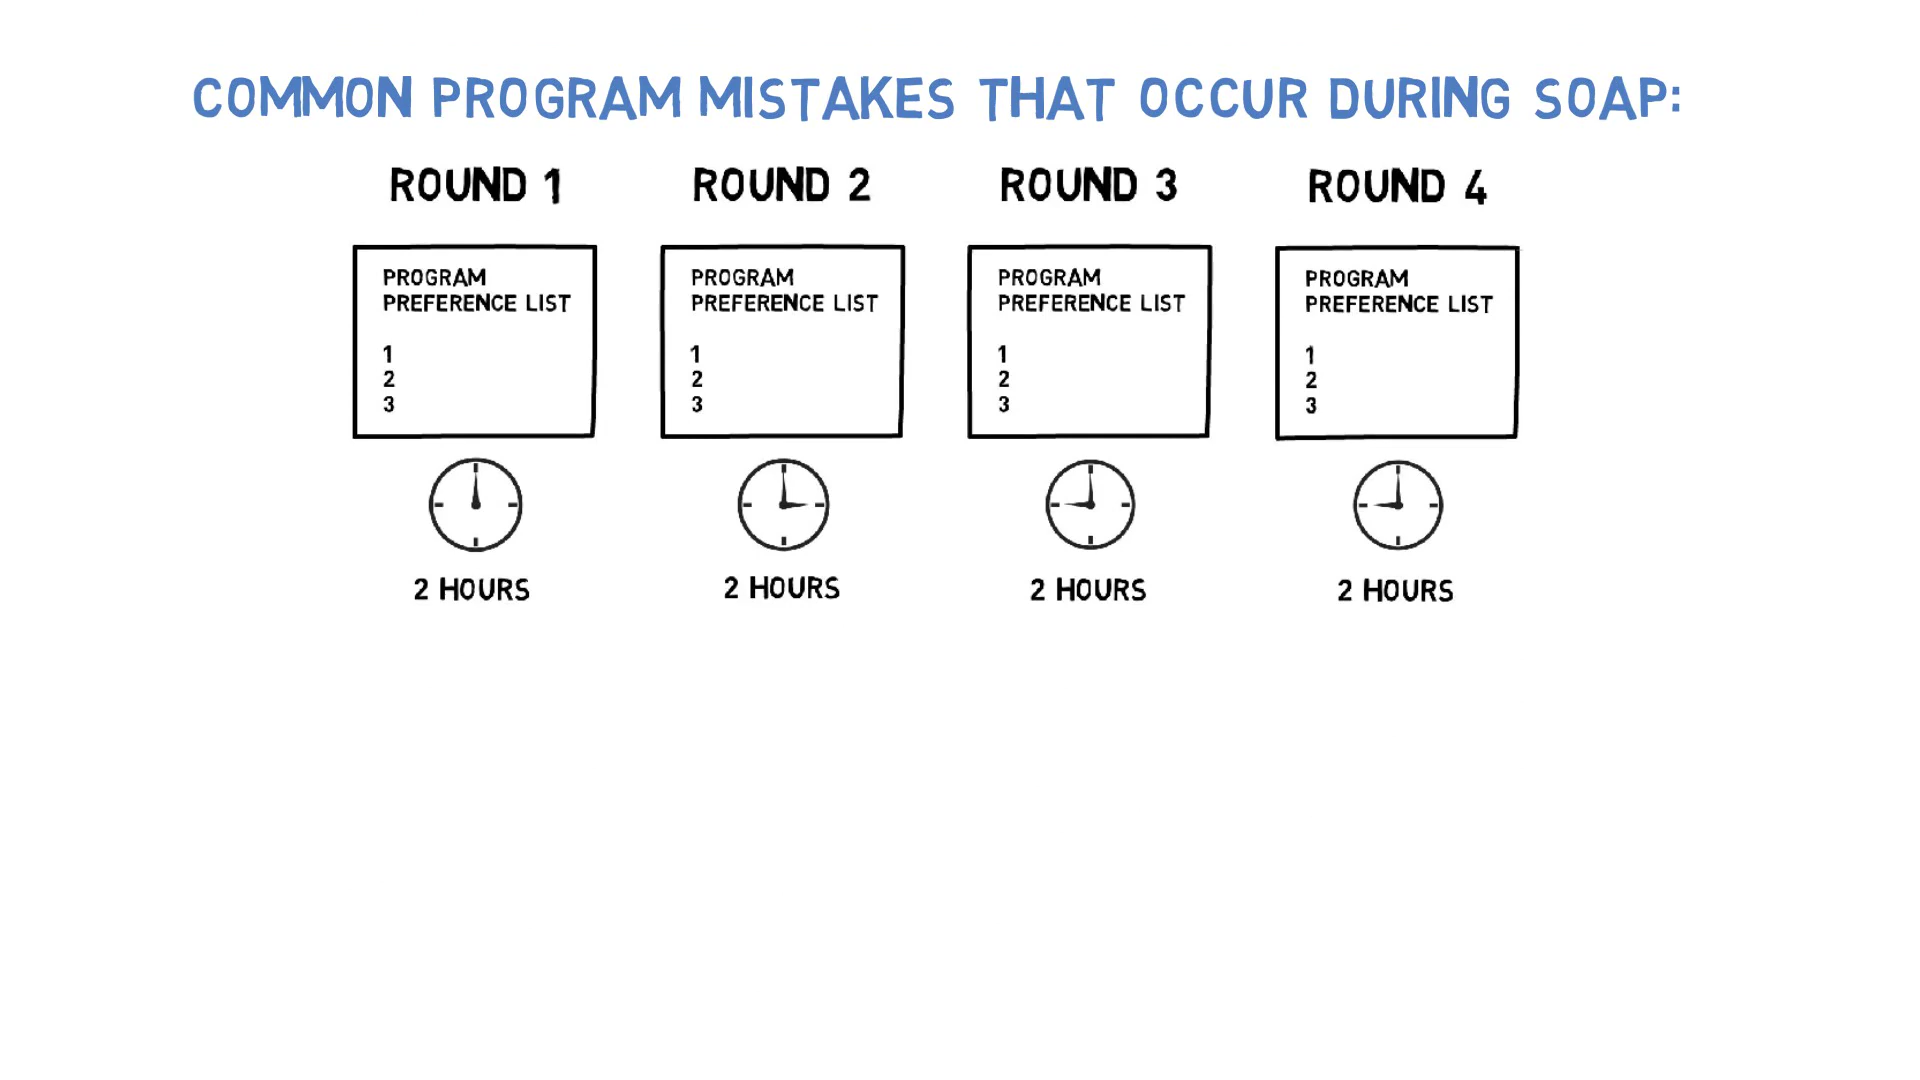 COMMON PROGRAM MISTAKES THAT OCCUR DURING SOAP:
ROUND 1
ROUND 2
ROUND 3
ROUND 4
PROGRAM
PREFERENCE LIST
1
2
3
PROGRAM
PREFERENCE LIST
1
2
3
PROGRAM
PREFERENCE LIST
1
2
3
PROGRAM
PREFERENCE LIST
1
2
3
2 HOURS
2 HOURS
2 HOURS
2 HOURS